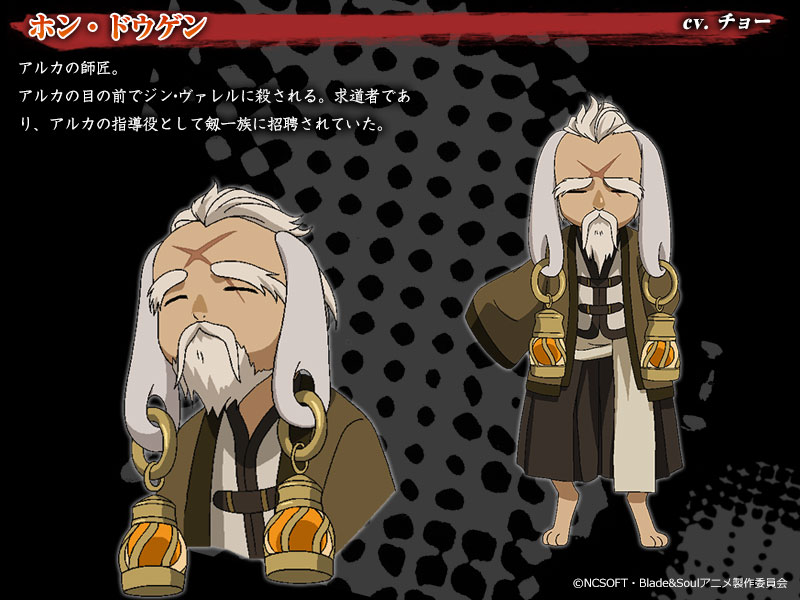 ホン・ドウゲン
cv. チョー
アルカの師匠。
アルカの目の前でジン・ヴァレルに殺される。求道者であ
り、アルカの指導役として剱一族に招聘されていた。
©NCSOFT・Blade&Soulアニメ製作委員会